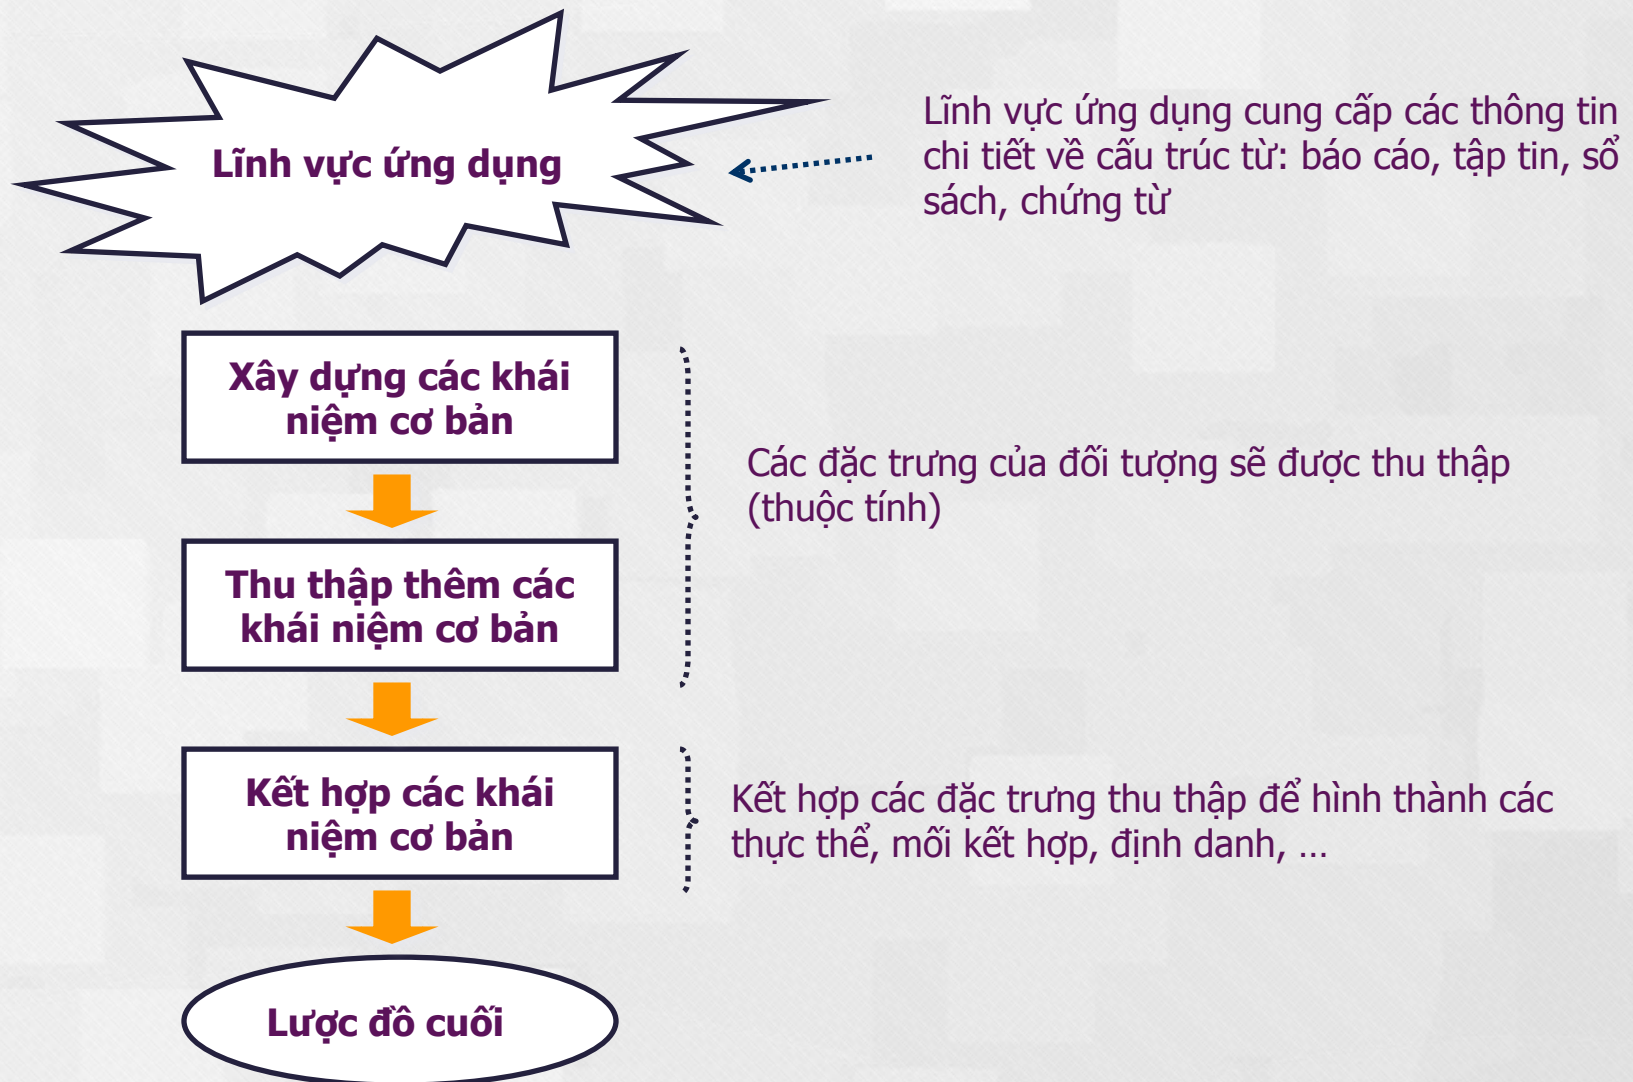 Lĩnh vực ứng dụng
Lĩnh vực ứng dụng cung cấp các thông tin
chi tiết về cấu trúc từ: báo cáo, tập tin, sổ
sách, chứng từ
Xây dựng các khái
niệm cơ bản
Các đặc trưng của đối tượng sẽ được thu thập
(thuộc tính)
Thu thập thêm các
khái niệm cơ bản
Kết hợp các khái
niệm cơ bản
Kết hợp các đặc trưng thu thập để hình thành các
thực thể, mối kết hợp, định danh, ...
Lược đồ cuối